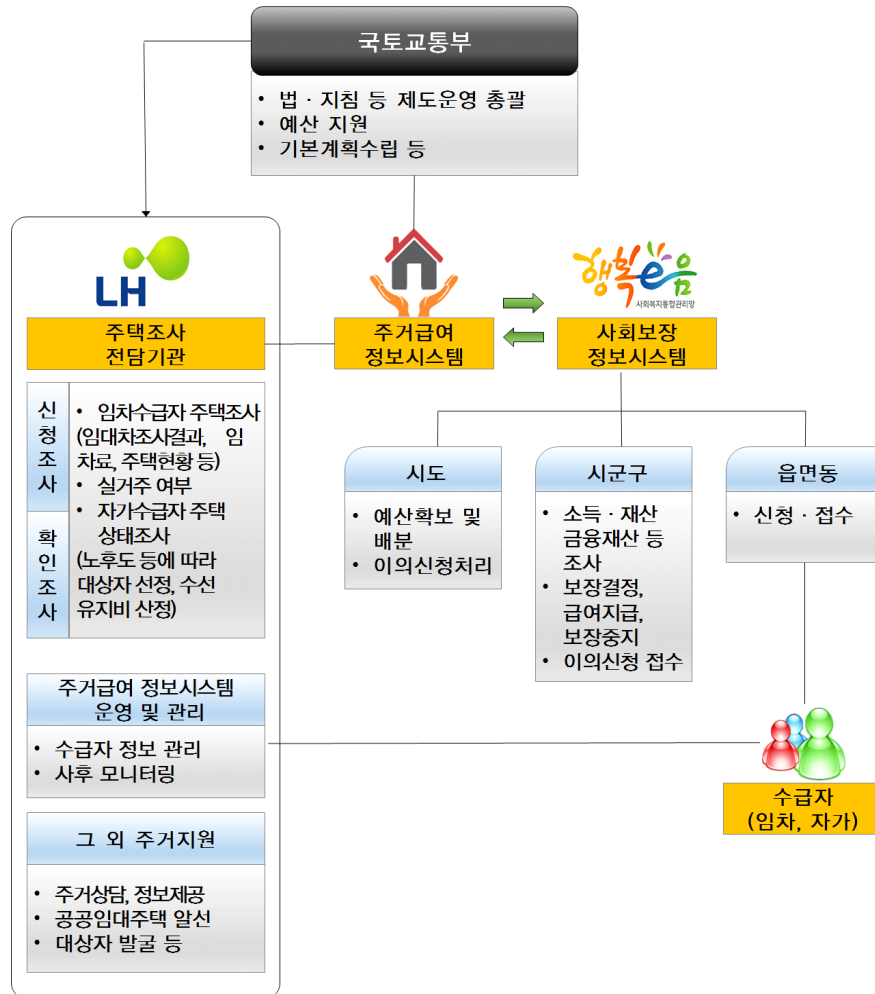 국토교통부
• 법 · 지침 등 제도운영 총괄
• 예산 지원
• 기본계획수립 등
LH
주택조사
전담기관
신청조사
• 임차수급자 주택조사
(임대차조사결과, 임
차료, 주택현황 등)
• 실거주 여부
• 자가수급자 주택
상태조사
(노후도 등에 따라
대상자 선정, 수선
유지비 산정)
확인조사
주거급여 정보시스템
운영 및 관리
• 수급자 정보 관리
• 사후 모니터링
그 외 주거지원
• 주거상담, 정보제공
• 공공임대주택 알선
• 대상자 발굴 등
주거급여
정보시스템
행복e음
사회복지통합관리망
사회보장
정보시스템
시도
• 예산확보 및
배분
• 이의신청처리
시군구
• 소득 · 재산
금융재산 등
조사
• 보장결정,
급여지급,
보장중지
• 이의신청 접수
읍면동
• 신청 · 접수
수급자
(임차, 자가)